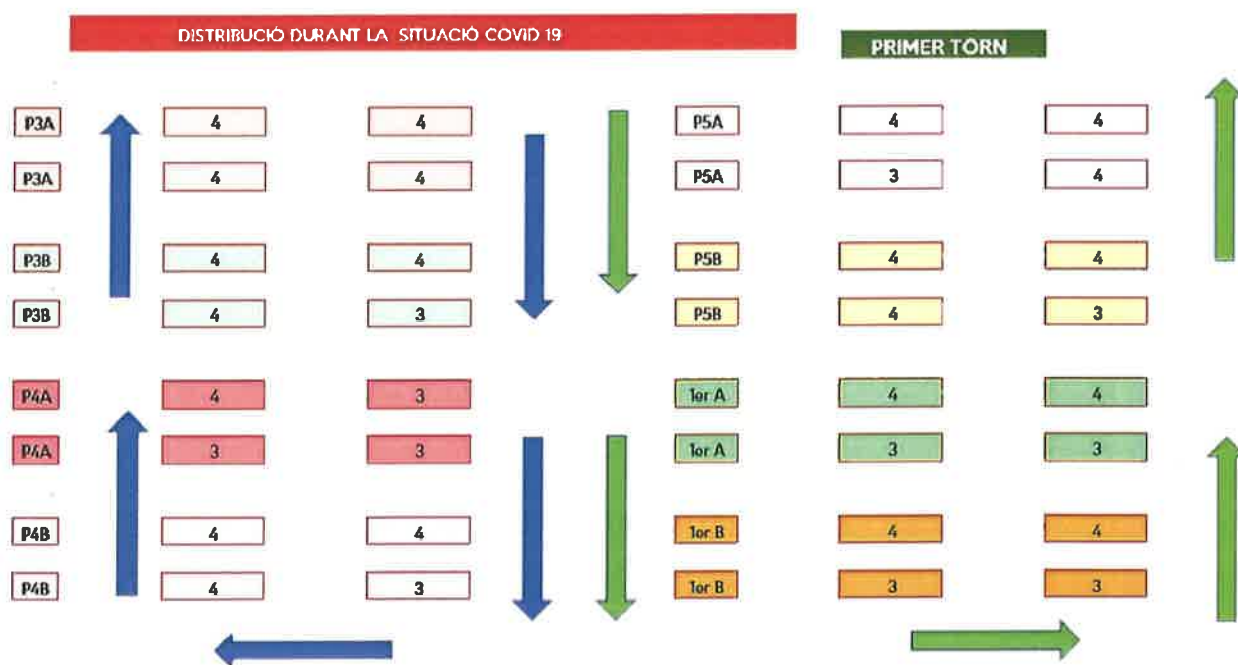 DISTRIBUCIÓ DURANT LA SITUACIÓ COVID 19
PRIMER TORN
P3A 4 4 P5A 4 4
P3A 4 4 P5A 3 4
P3B 4 4 P5B 4 4
P3B 4 3 P5B 4 3
P4A 4 3 1er A 4 4
P4A 3 3 1er A 3 3
P4B 4 4 1er B 4 4
P4B 4 3 1er B 3 3